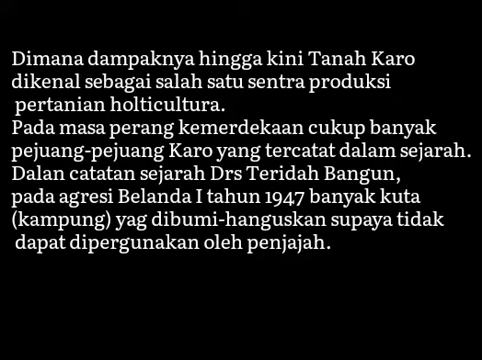 Dimana dampaknya hingga kini Tanah Karo
dikenal sebagai salah satu sentra produksi
pertanian holticultura.
Pada masa perang kemerdekaan cukup banyak
pejuang-pejuang Karo yang tercatat dalam sejarah.
Dalan catatan sejarah Drs Teridah Bangun,
pada agresi Belanda I tahun 1947 banyak kuta
(kampung) yag dibumi-hanguskan supaya tidak
dapat dipergunakan oleh penjajah.